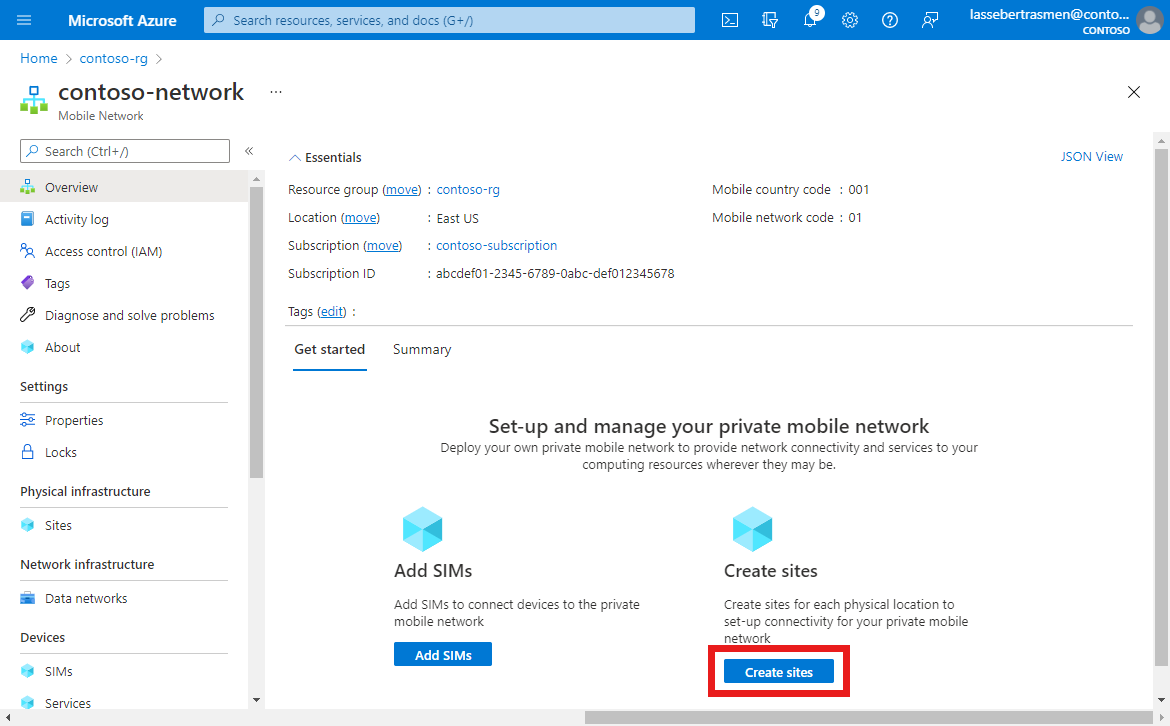 Microsoft Azure
Search resources, services, and docs (G+/)
9
lassebertrasmen@conto...
CONTOSO
Home > contoso-rg >
contoso-network ...
Mobile Network
Search (Ctrl+/)
«
Overview
Activity log
Access control (IAM)
Tags
Diagnose and solve problems
About
Settings
Properties
Locks
Physical infrastructure
Sites
Network infrastructure
Data networks
Devices
SIMs
Services
Essentials
JSON View
Resource group (move) : contoso-rg
Location (move) : East US
Subscription (move) : contoso-subscription
Subscription ID : abcdef01-2345-6789-0abc-def012345678
Mobile country code : 001
Mobile network code : 01
Tags (edit) :
Get started Summary
Set-up and manage your private mobile network
Deploy your own private mobile network to provide network connectivity and services to your
computing resources wherever they may be.
Add SIMs
Add SIMs to connect devices to the private
mobile network
Add SIMs
Create sites
Create sites for each physical location to
set-up connectivity for your private mobile
network
Create sites